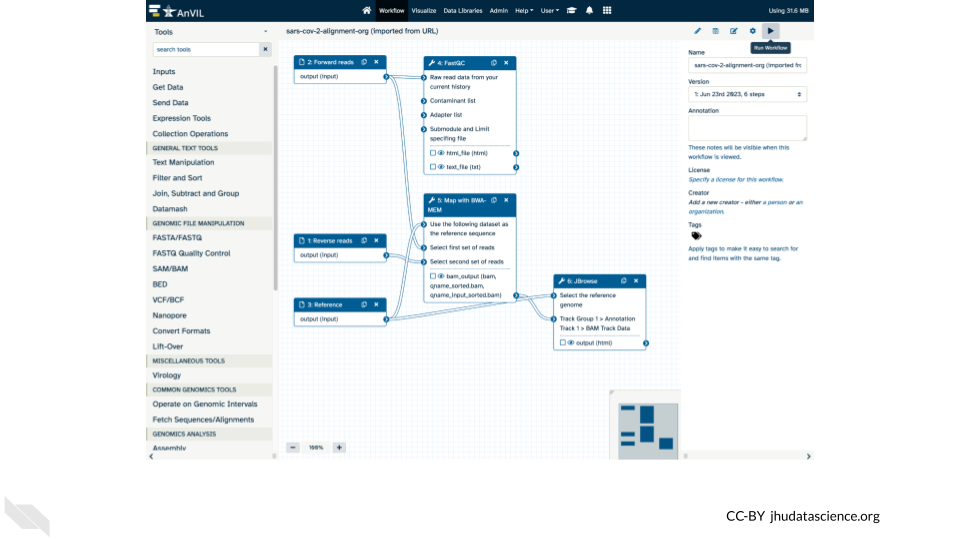 AnVIL
Workflow Visualize Data Libraries Admin Help User
Using 31.6 MB
Tools
search tools
Inputs
Get Data
Send Data
Expression Tools
Collection Operations
GENERAL TEXT TOOLS
Text Manipulation
Filter and Sort
Join, Subtract and Group
Datamash
GENOMIC FILE MANIPULATION
FASTA/FASTQ
FASTQ Quality Control
SAM/BAM
BED
VCF/BCF
Nanopore
Convert Formats
Lift-Over
MISCELLANEOUS TOOLS
Virology
COMMON GENOMICS TOOLS
Operate on Genomic Intervals
Fetch Sequences/Alignments
GENOMICS ANALYSIS
Assembly
sars-cov-2-alignment-org (imported from URL)
2: Forward reads
output (input)
4: FastQC
Raw read data from your
current history
Contaminant list
Adapter list
Submodule and Limit
specifing file
html_file (html)
text_file (txt)
5: Map with BWA-
MEM
Use the following dataset as
the reference sequence
Select first set of reads
Select second set of reads
bam_output (bam,
qname_sorted.bam,
qname_input_sorted.bam)
1: Reverse reads
output (input)
3: Reference
output (input)
6: JBrowse
Select the reference
genome
Track Group 1 > Annotation
Track 1 > BAM Track Data
output (html)
100%
Run Workflow
Name
sars-cov-2-alignment-org (imported fr
Version
1: Jun 23rd 2023, 6 steps
Annotation
These notes will be visible when this
workflow is viewed.
License
Specify a license for this workflow.
Creator
Add a new creator - either a person or an
organization.
Tags
Apply tags to make it easy to search for
and find items with the same tag.
CC-BY jhudatascience.org